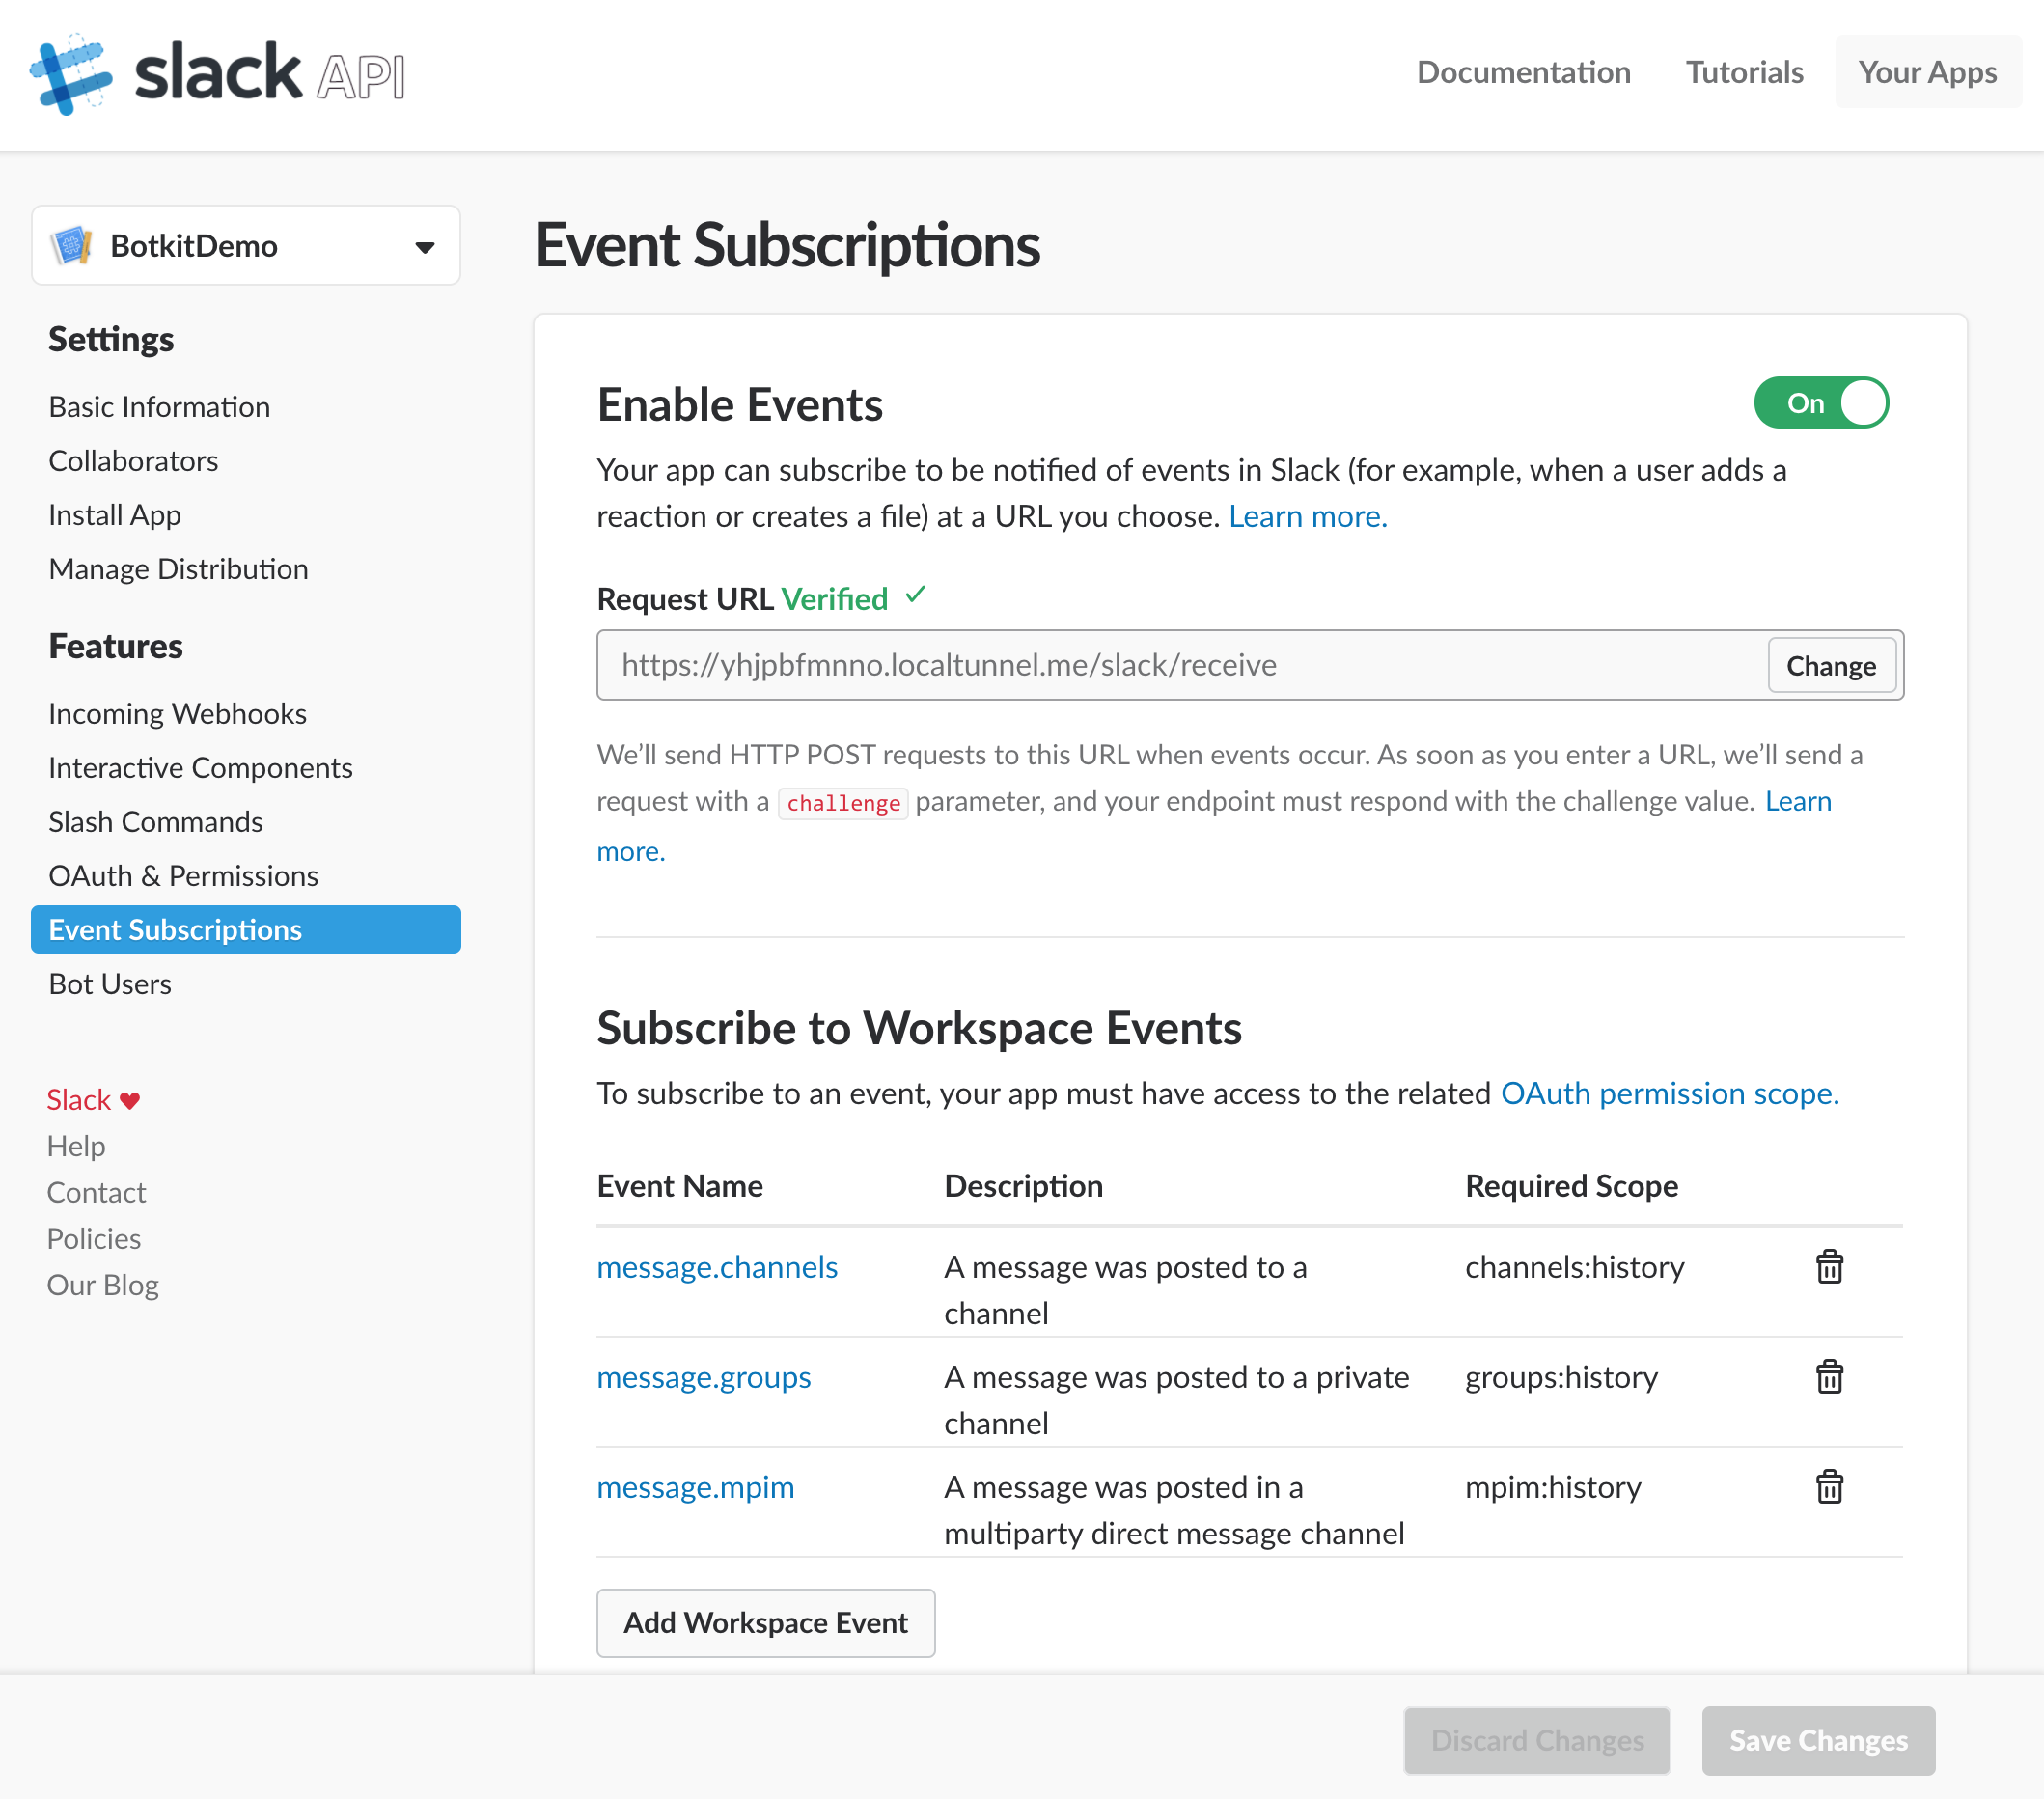 slack API
Documentation
Tutorials
Your Apps
BotkitDemo
Settings
Basic Information
Collaborators
Install App
Manage Distribution
Features
Incoming Webhooks
Interactive Components
Slash Commands
OAuth & Permissions
Event Subscriptions
Bot Users
Slack ♥
Help
Contact
Policies
Our Blog
Event Subscriptions
Enable Events
On
Your app can subscribe to be notified of events in Slack (for example, when a user adds a
reaction or creates a file) at a URL you choose. Learn more.
Request URL Verified ✓
https://yhjpbfmnno.localtunnel.me/slack/receive
Change
We’ll send HTTP POST requests to this URL when events occur. As soon as you enter a URL, we’ll send a
request with a challenge parameter, and your endpoint must respond with the challenge value. Learn
more.
Subscribe to Workspace Events
To subscribe to an event, your app must have access to the related OAuth permission scope.
Event Name Description Required Scope
message.channels A message was posted to a channels:history
channel
message.groups A message was posted to a private groups:history
channel
message.mpim A message was posted in a mpim:history
multiparty direct message channel
Add Workspace Event
Discard Changes
Save Changes